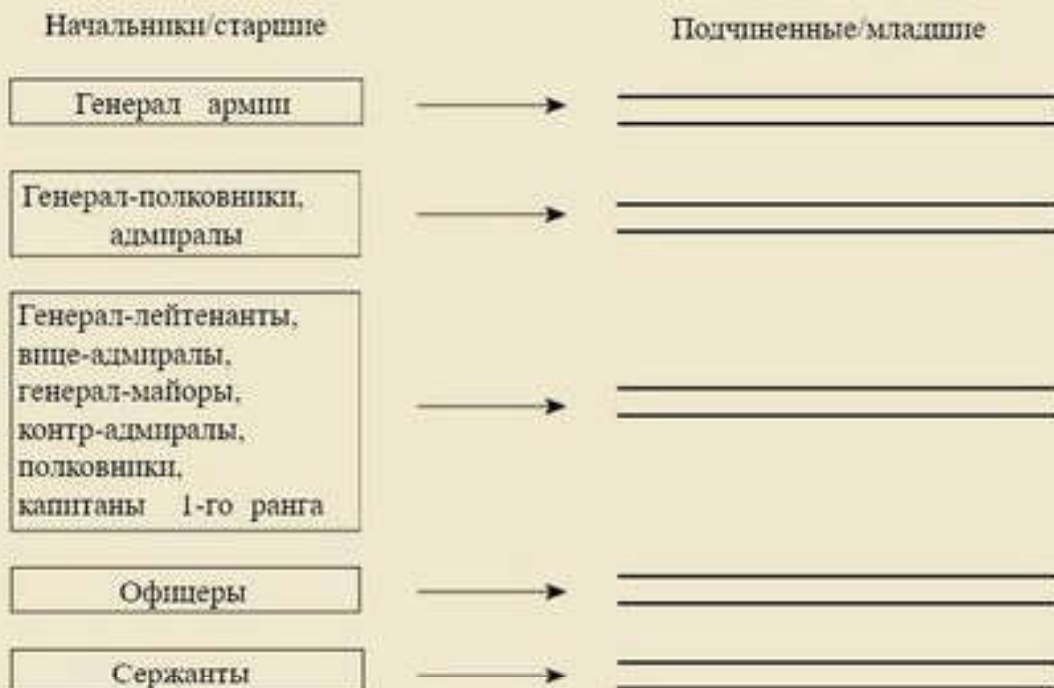 Начальники/старшие
Подчиненные/младшие
Генерал армии
Генерал-полковники,
адмиралы
Генерал-лейтенанты,
вице-адмиралы,
генерал-майоры,
контр-адмиралы,
полковники,
капитаны 1-го ранга
Офицеры
Сержанты